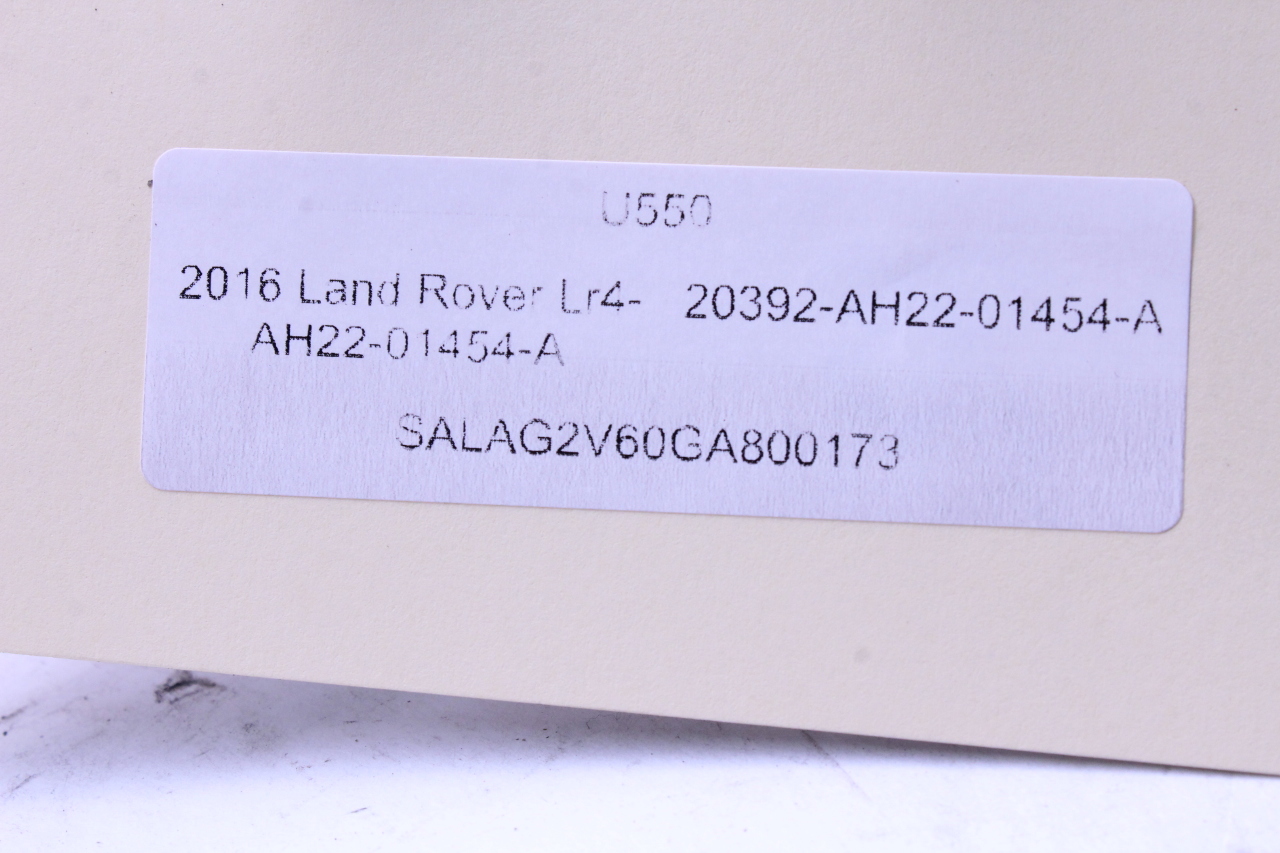 U550
2016 Land Rover Lr4- 20392-AH22-01454-A
AH22-01454-A
SALAG2V60GA800173